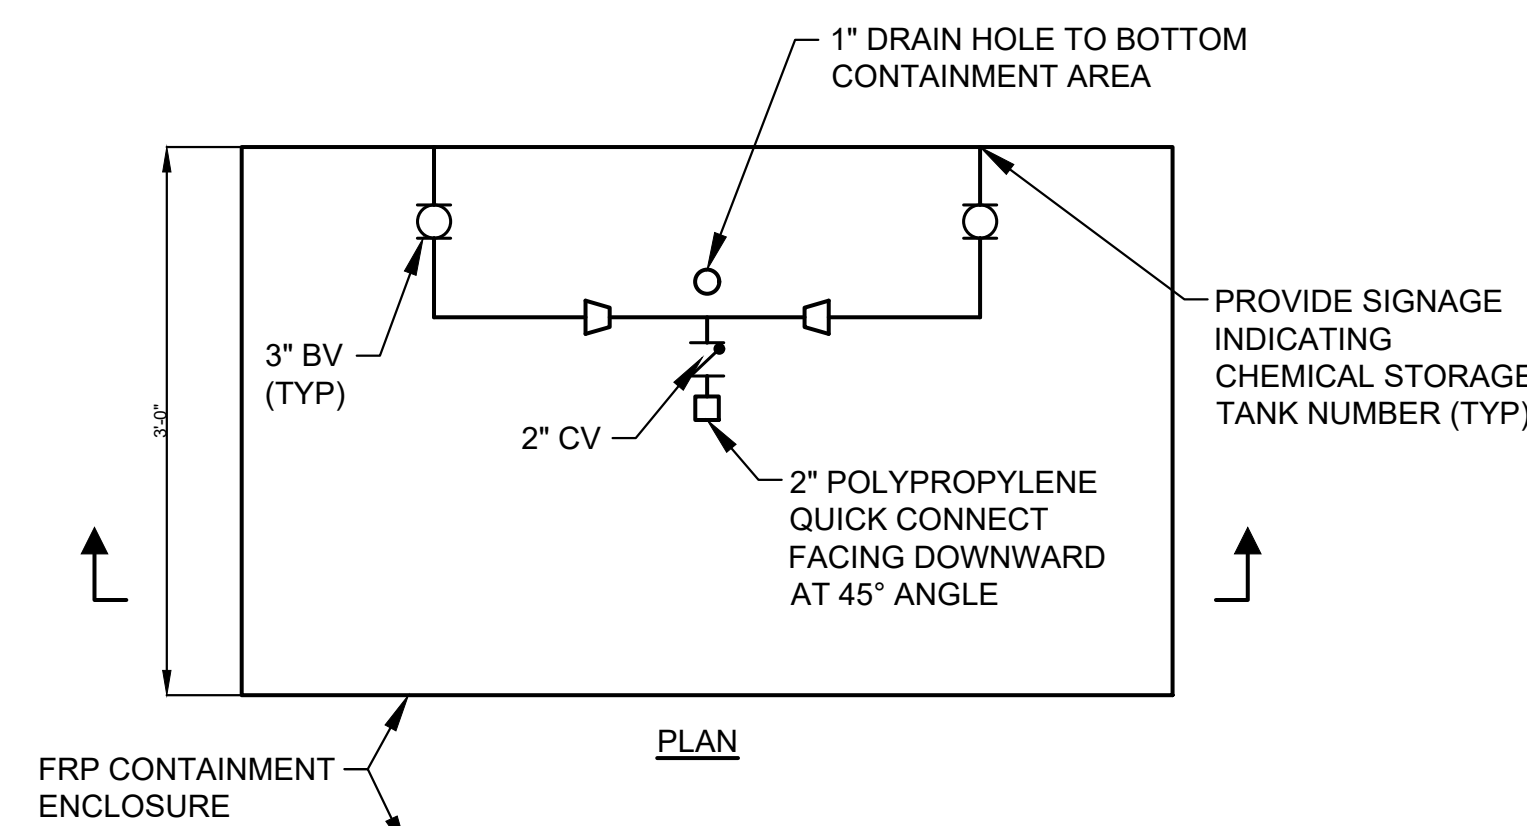 1" DRAIN HOLE TO BOTTOM
CONTAINMENT AREA
PROVIDE SIGNAGE
INDICATING
CHEMICAL STORAGE
TANK NUMBER (TYP)
3" BV
(TYP)
3'-0"
2" CV
2" POLYPROPYLENE
QUICK CONNECT
FACING DOWNWARD
AT 45° ANGLE
PLAN
FRP CONTAINMENT
ENCLOSURE